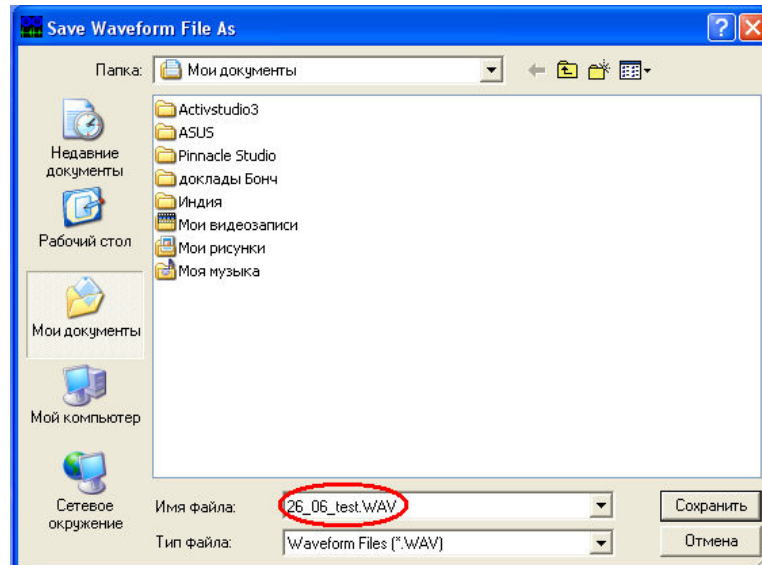 Save Waveform File As
Папка: Мои документы
Activstudio3
ASUS
Pinnacle Studio
доклады Бонч
Индия
Мои видеозаписи
Мои рисунки
Моя музыка
Недавние
документы
Рабочий стол
Мои документы
Мой компьютер
Сетевое
окружение
Имя файла: 26_06_test.WAV Сохранить
Тип файла: Waveform Files (*.WAV) Отмена